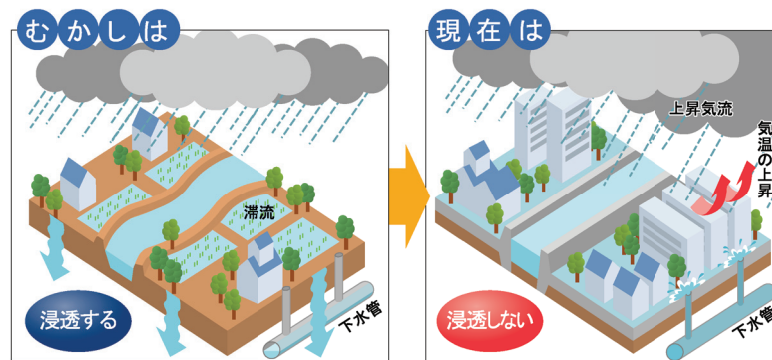 むかしは
滞流
浸透する
下水管
現在は
上昇気流
気温の上昇
浸透しない
下水管